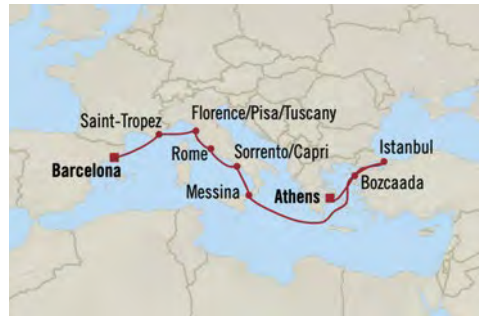 Saint-Tropez
Florence/Pisa/Tuscany
Istanbul
Rome
Sorrento/Capri
Barcelona
Bozcaada
Messina
Athens